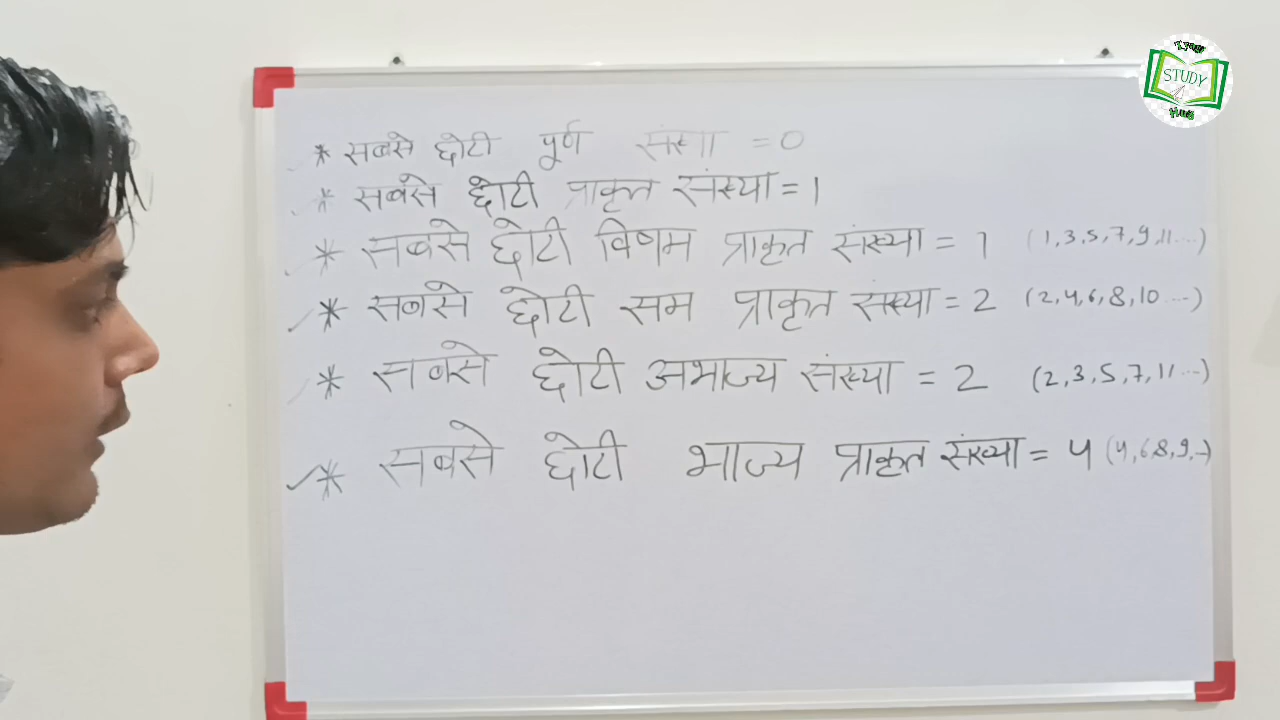 * सबसे छोटी पूर्ण संख्या = 0
* सबसे छोटी प्राकृत संख्या = 1
* सबसे छोटी विषम प्राकृत संख्या = 1 (1,3,5,7,9,11....)
* सबसे छोटी सम प्राकृत संख्या = 2 (2,4,6,8,10....)
* सबसे छोटी अभाज्य संख्या = 2 (2,3,5,7,11...)
* सबसे छोटी भाज्य प्राकृत संख्या = 4 (4,6,8,9,..)
STUDY